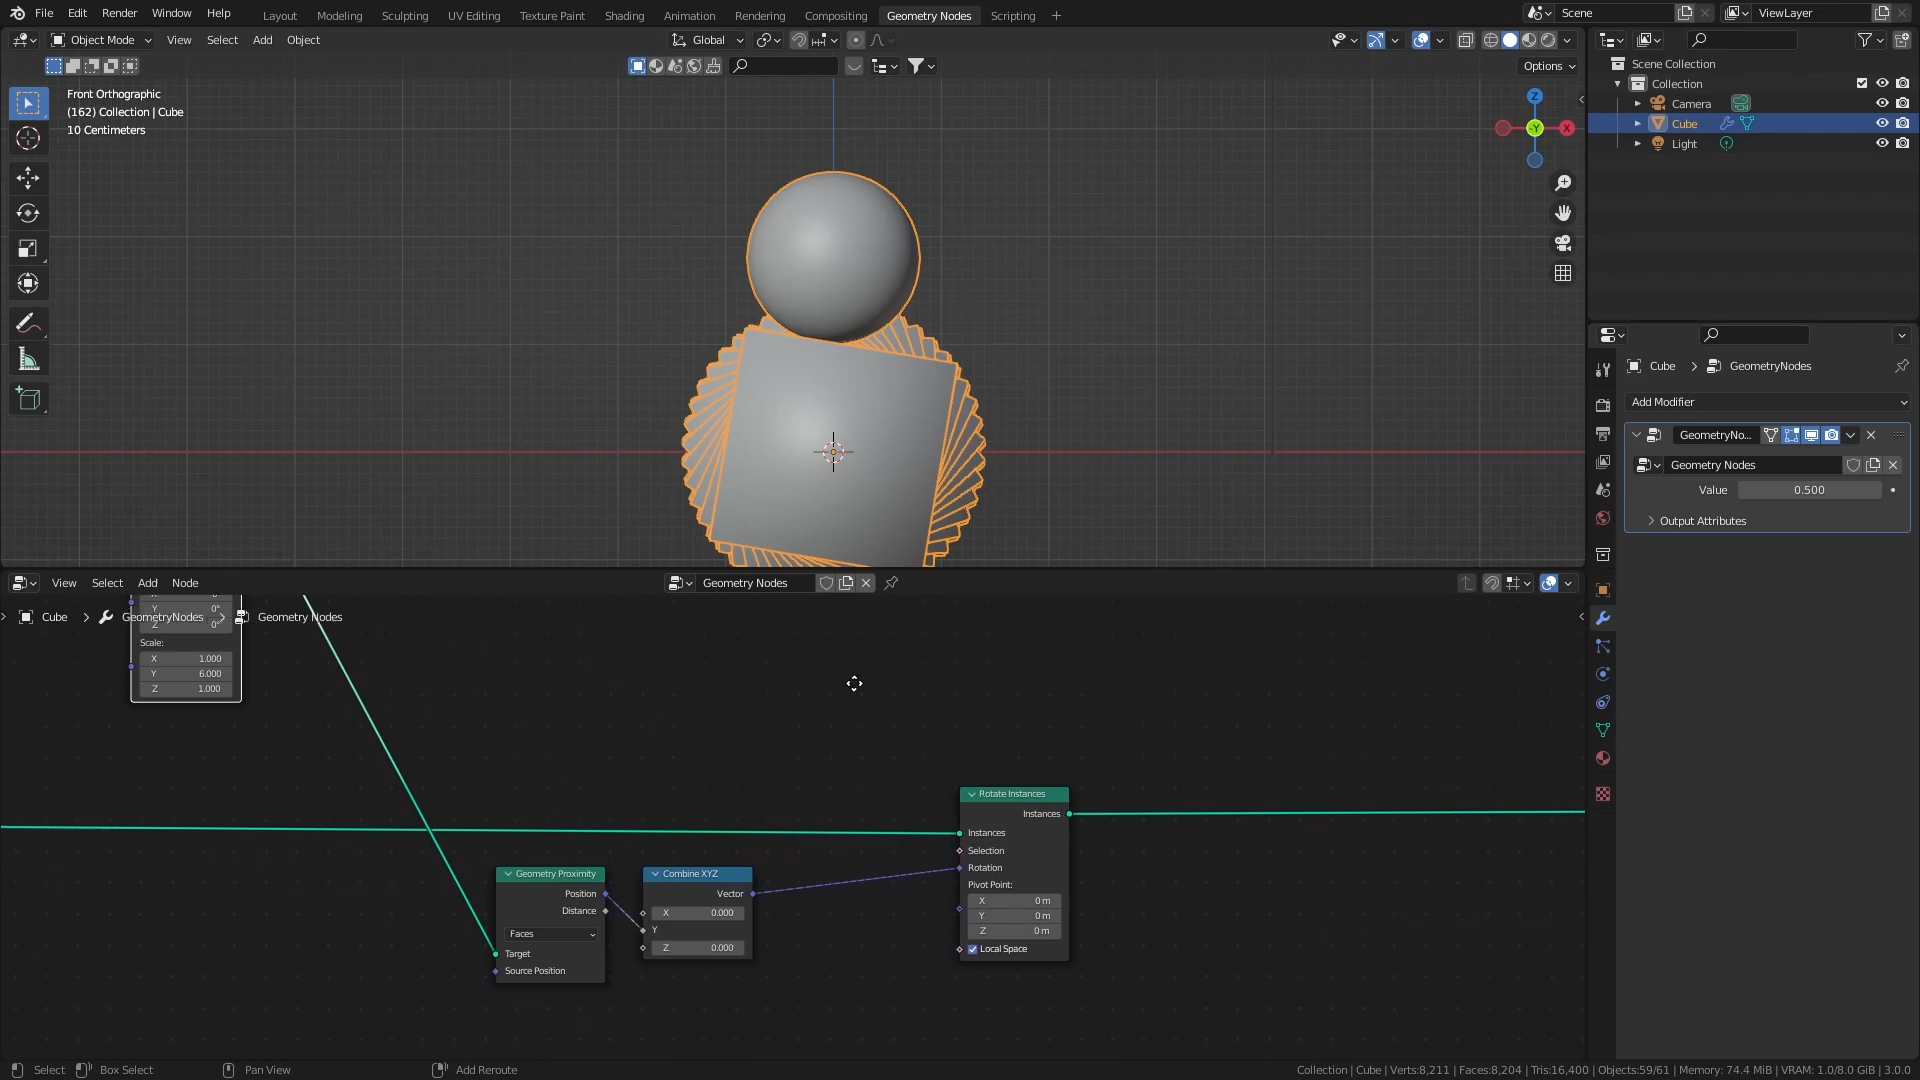 File Edit Render Window Help Layout Modeling Sculpting UV Editing Texture Paint Shading Animation Rendering Compositing Geometry Nodes Scripting + Scene ViewLayer
Object Mode View Select Add Object Global
Options
Front Orthographic
(162) Collection | Cube
10 Centimeters
Z
-Y X
Scene Collection
Collection
Camera
Cube
Light
Cube > GeometryNodes
Add Modifier
GeometryNo...
Geometry Nodes
Value 0.500
Output Attributes
View Select Add Node Geometry Nodes
Cube > GeometryNodes > Geometry Nodes
Y 0°
Z 0°
Scale:
X 1.000
Y 6.000
Z 1.000
Rotate Instances
Instances
Instances
Selection
Rotation
Pivot Point:
X 0 m
Y 0 m
Z 0 m
Local Space
Geometry Proximity
Position
Distance
Faces
Target
Source Position
Combine XYZ
Vector
X 0.000
Y
Z 0.000
Select Box Select Pan View Add Reroute Collection | Cube | Verts:8,211 | Faces:8,204 | Tris:16,400 | Objects:59/61 | Memory: 74.4 MiB | VRAM: 1.0/8.0 GiB | 3.0.0